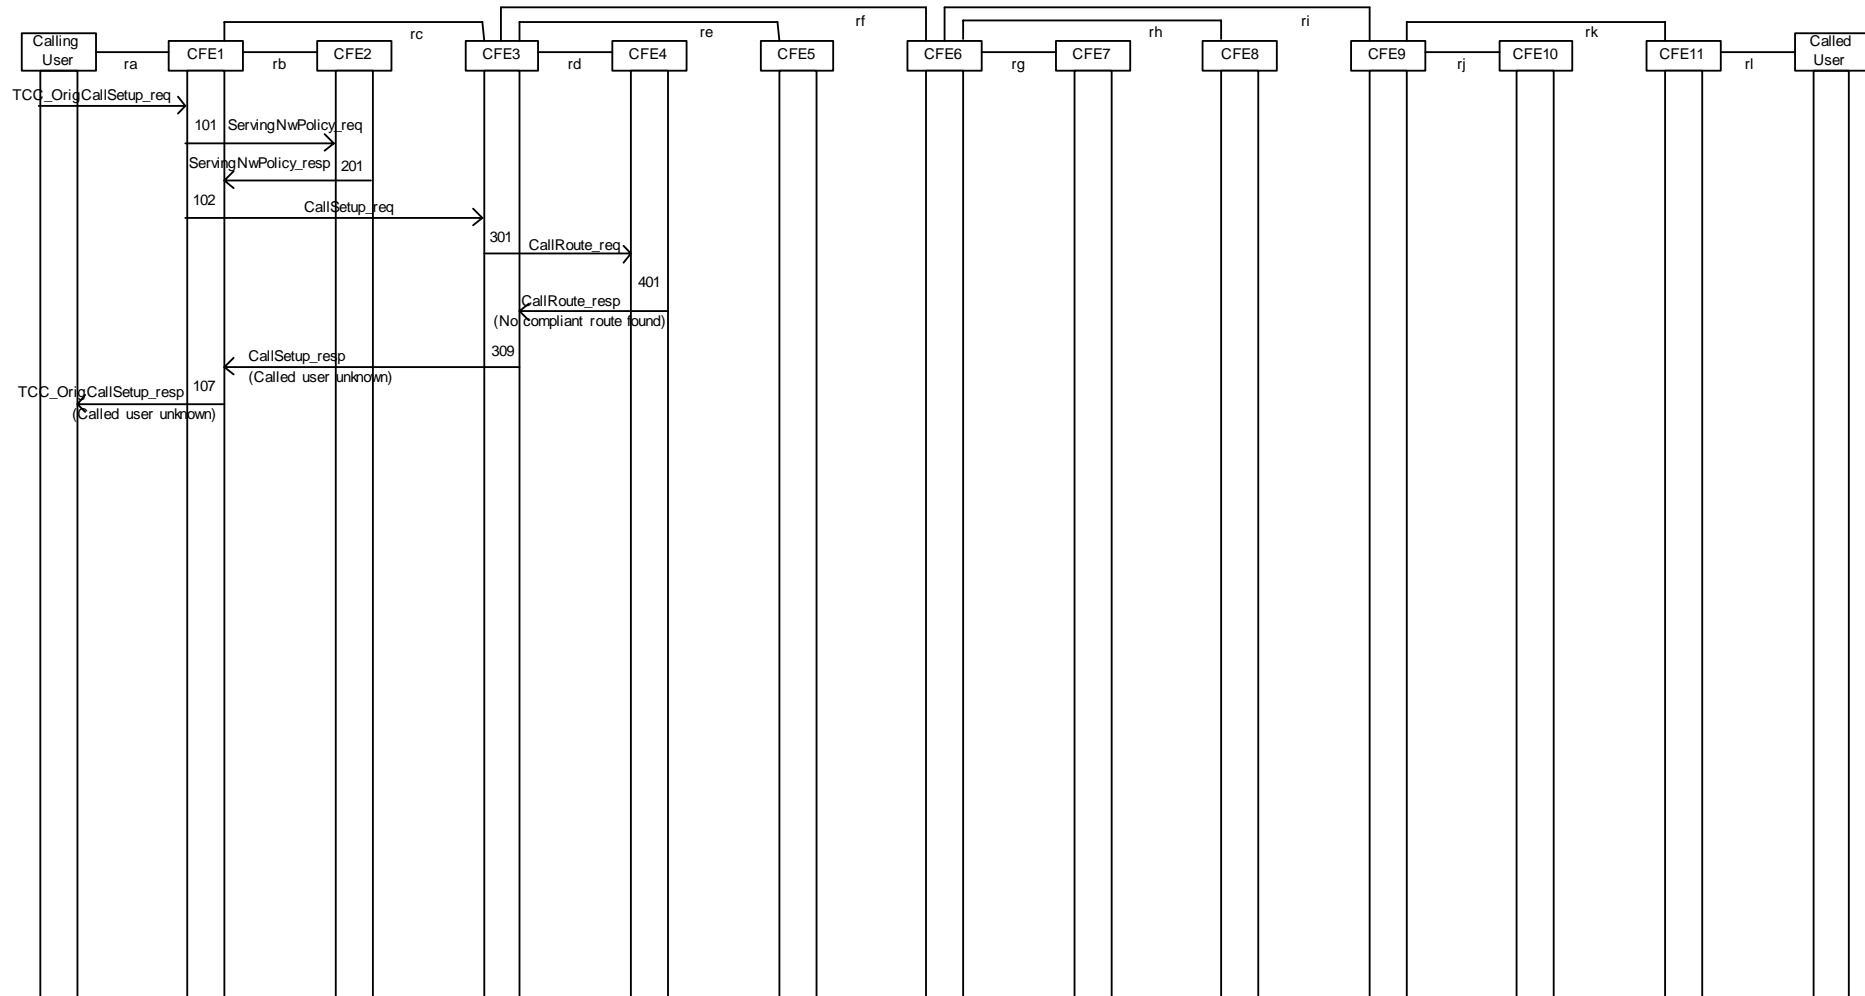 rc
rf
re
rh
ri
rk
Calling
User
ra
CFE1
rb
CFE2
CFE3
rd
CFE4
CFE5
CFE6
rg
CFE7
CFE8
CFE9
rj
CFE10
CFE11
rl
Called
User
TCC_OrigCallSetup_req
101 ServingNwPolicy_req
ServingNwPolicy_resp 201
102
CallSetup_req
301
CallRoute_req
401
CallRoute_resp
(No compliant route found)
309
CallSetup_resp
(Called user unknown)
107
TCC_OrigCallSetup_resp
(Called user unknown)